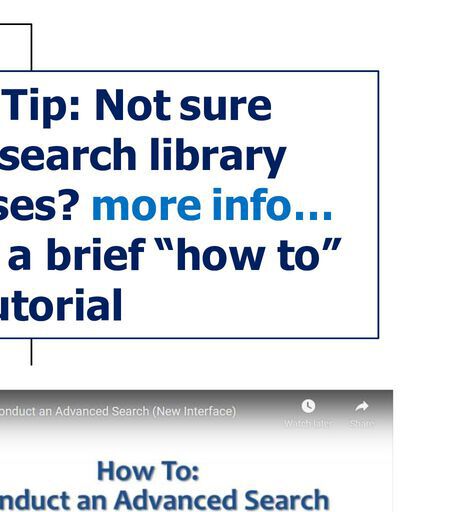 Tip: Not sure
search library
ses? more info...
a brief “how to”
utorial
onduct an Advanced Search (New Interface)
Watch later
Share
How To:
nduct an Advanced Search